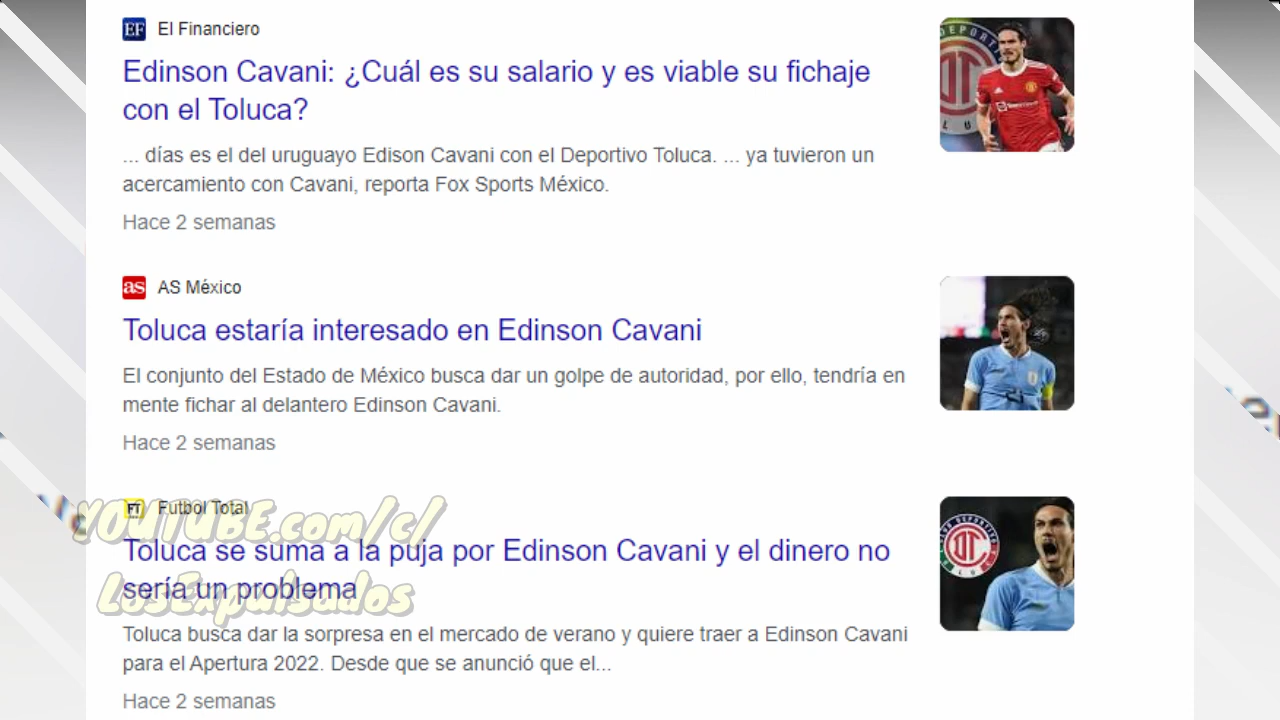 EF El Financiero
Edinson Cavani: ¿Cuál es su salario y es viable su fichaje
con el Toluca?
... días es el del uruguayo Edison Cavani con el Deportivo Toluca. ... ya tuvieron un
acercamiento con Cavani, reporta Fox Sports México.
Hace 2 semanas
as AS México
Toluca estaría interesado en Edinson Cavani
El conjunto del Estado de México busca dar un golpe de autoridad, por ello, tendría en
mente fichar al delantero Edinson Cavani.
Hace 2 semanas
FT Futbol Total
YOUTUBE.com/c/
Toluca se suma a la puja por Edinson Cavani y el dinero no
sería un problema
LosExpulsados
Toluca busca dar la sorpresa en el mercado de verano y quiere traer a Edinson Cavani
para el Apertura 2022. Desde que se anunció que el...
Hace 2 semanas